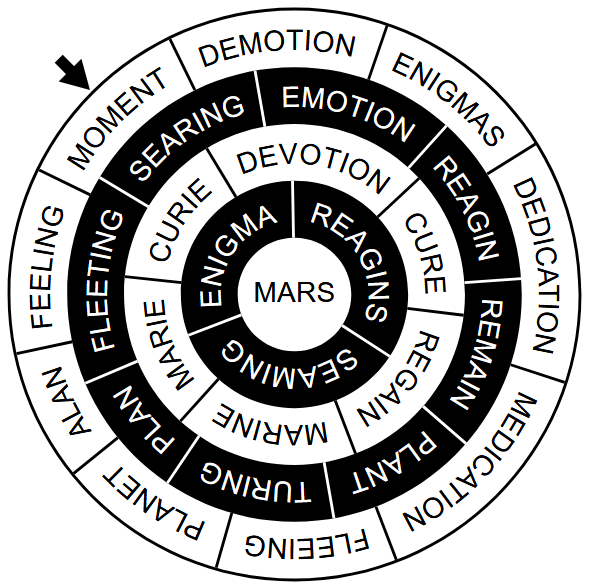 MOMENT
DEMOTION
ENIGMAS
DEDICATION
MEDICATION
FLEEING
PLANET
ALAN
FEELING
SEARING
EMOTION
REAGIN
REMAIN
PLANT
TURING
PLAN
FLEETING
CURIE
DEVOTION
CURE
REGAIN
MARINE
MARIE
ENIGMA
REAGINS
SEAMING
MARS